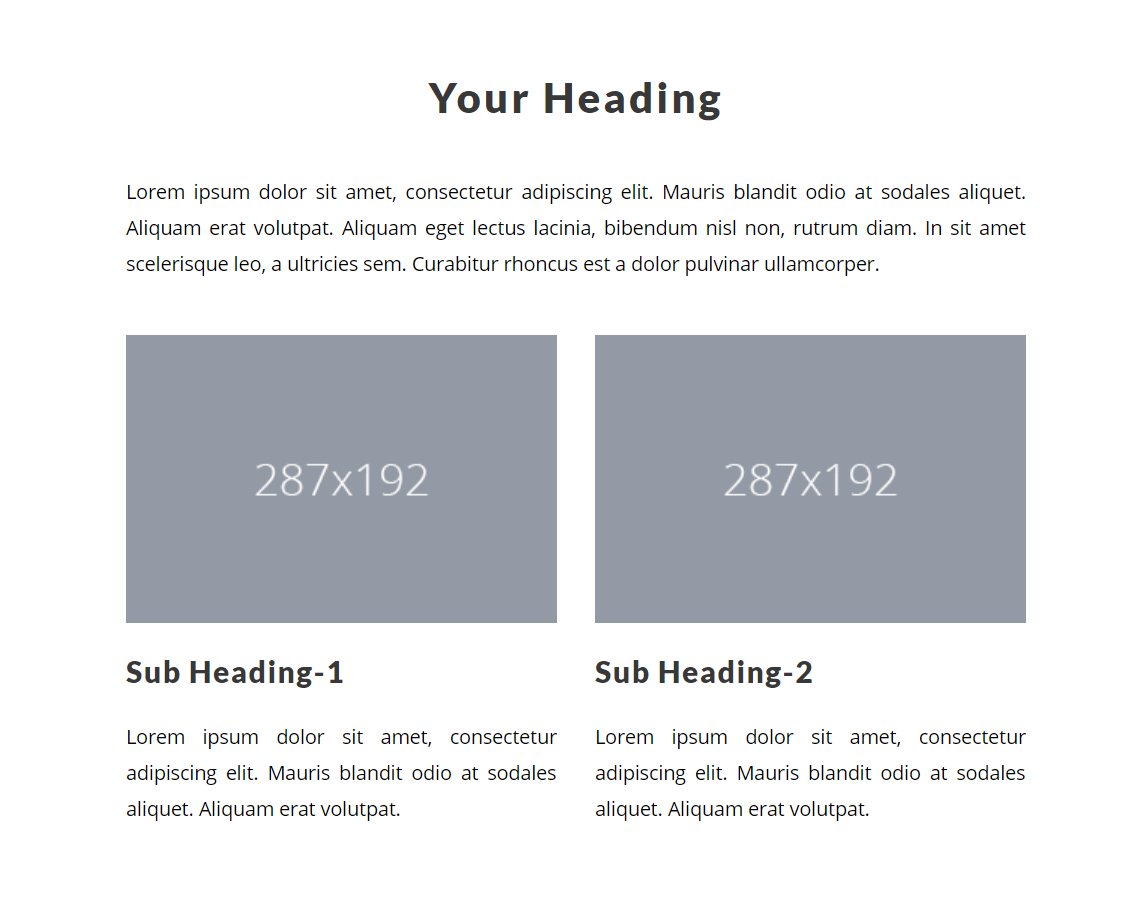 Your Heading
Lorem ipsum dolor sit amet, consectetur adipiscing elit. Mauris blandit odio at sodales aliquet.
Aliquam erat volutpat. Aliquam eget lectus lacinia, bibendum nisl non, rutrum diam. In sit amet
scelerisque leo, a ultricies sem. Curabitur rhoncus est a dolor pulvinar ullamcorper.
287x192
287x192
Sub Heading-1
Lorem ipsum dolor sit amet, consectetur
adipiscing elit. Mauris blandit odio at sodales
aliquet. Aliquam erat volutpat.
Sub Heading-2
Lorem ipsum dolor sit amet, consectetur
adipiscing elit. Mauris blandit odio at sodales
aliquet. Aliquam erat volutpat.